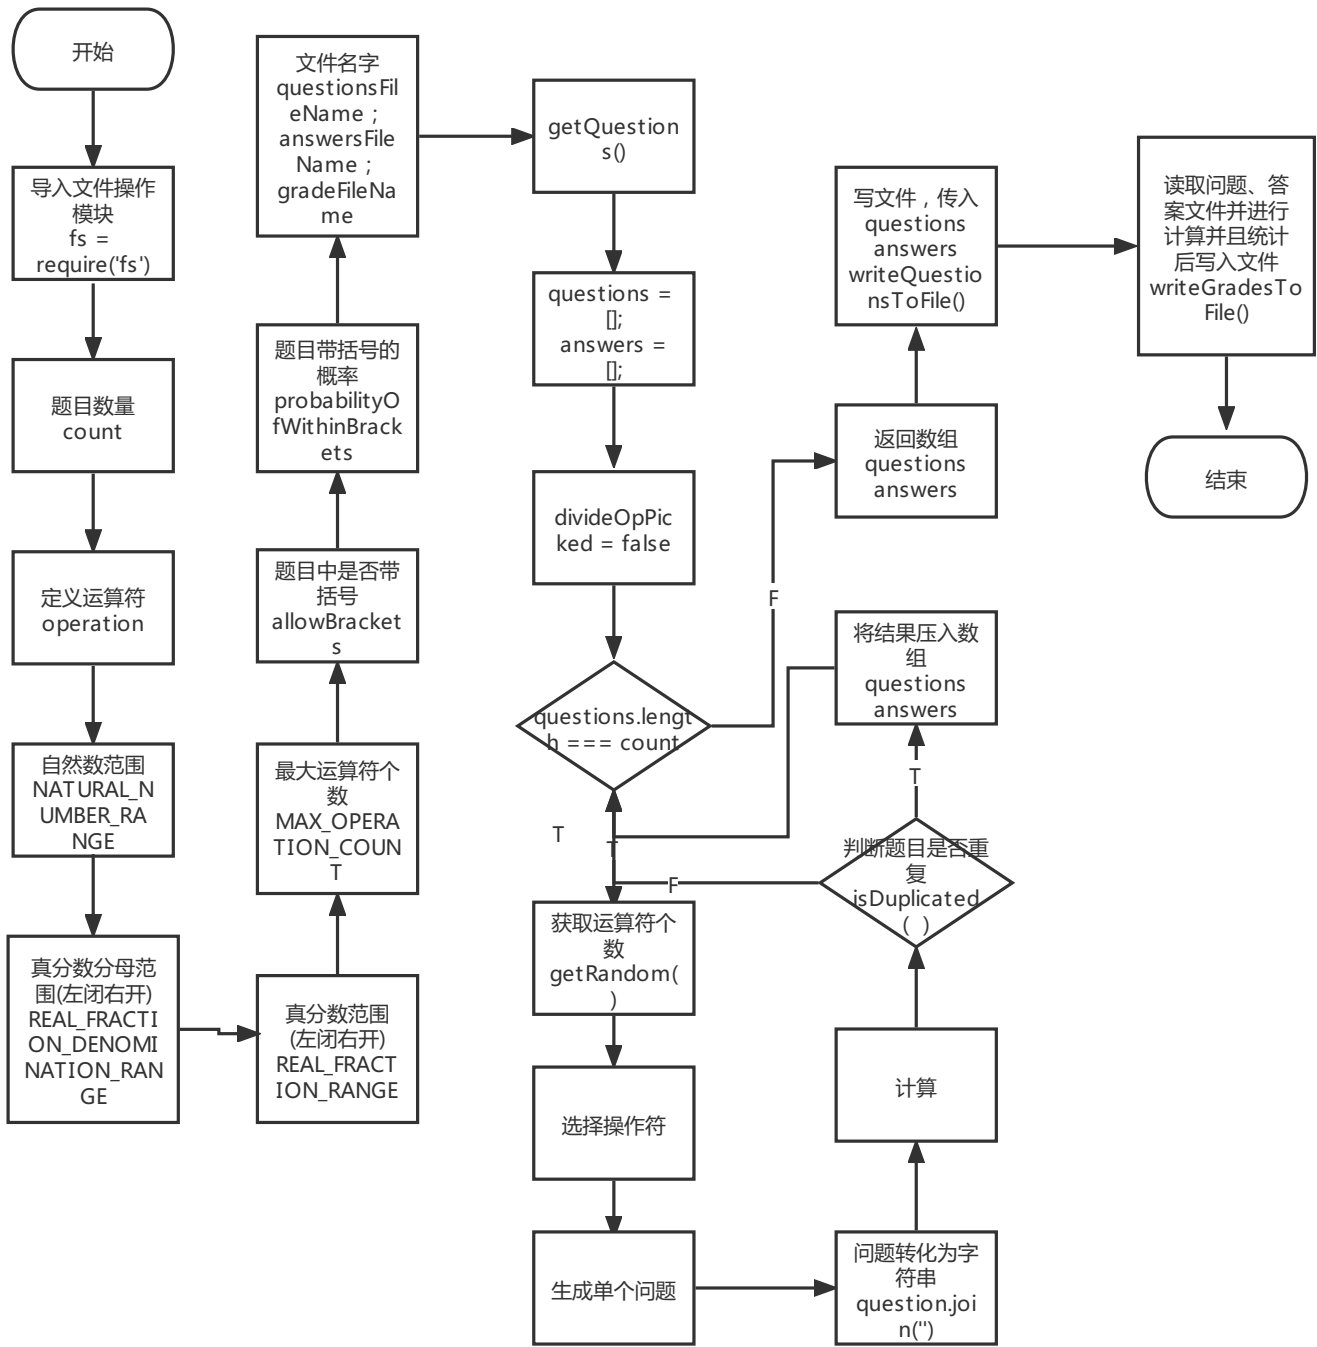 开始
导入文件操作
模块
fs =
require('fs')
题目数量
count
定义运算符
operation
自然数范围
NATURAL_N
UMBER_RA
NGE
真分数分母范
围(左闭右开)
REAL_FRACTI
ON_DENOMI
NATION_RAN
GE
真分数范围
(左闭右开)
REAL_FRACT
ION_RANGE
最大运算符个
数
MAX_OPERA
TION_COUN
T
题目中是否带
括号
allowBracket
s
题目带括号的
概率
probabilityO
fWithinBrack
ets
文件名字
questionsFil
eName；
answersFile
Name；
gradeFileNa
me
getQuestion
s()
questions =
[];
answers =
[];
divideOpPic
ked = false
questions.lengt
h === count
F
T
T
获取运算符个
数
getRandom(
)
选择操作符
生成单个问题
问题转化为字
符串
question.joi
n('')
计算
判断题目是否重
复
isDuplicated
( )
F
T
将结果压入数
组
questions
answers
返回数组
questions
answers
写文件，传入
questions
answers
writeQuestio
nsToFile()
读取问题、答
案文件并进行
计算并且统计
后写入文件
writeGradesTo
File()
结束